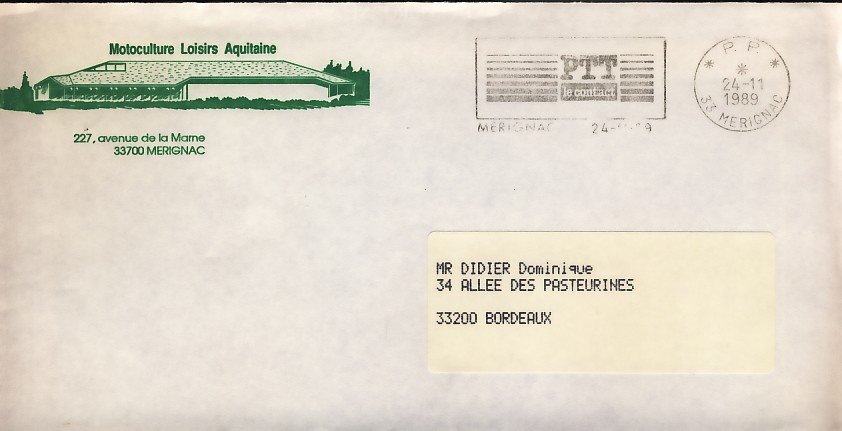 Motoculture Loisirs Aquitaine
227, avenue de la Marne
33700 MERIGNAC
PTT
le contact
MERIGNAC
P. P.
24-11
1989
33 MERIGNAC
MR DIDIER Dominique
34 ALLEE DES PASTEURINES
33200 BORDEAUX